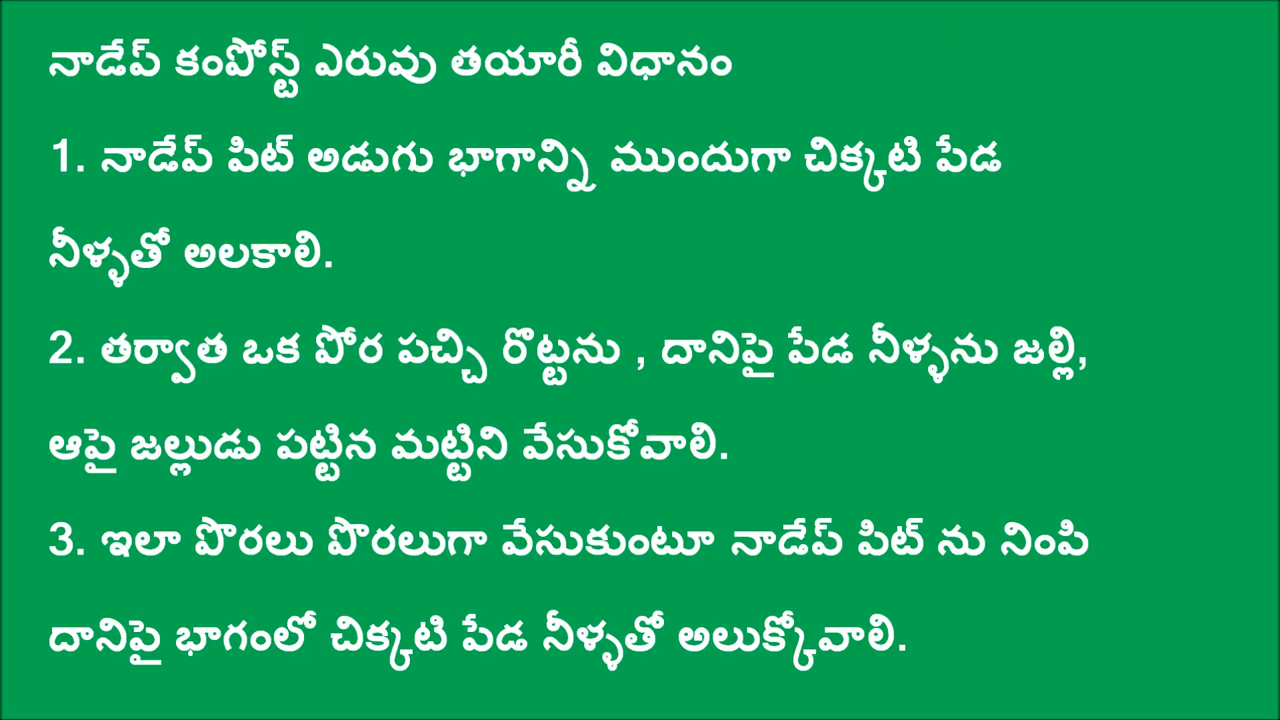 నాడేప్ కంపోస్ట్ ఎరువు తయారీ విధానం
1. నాడేప్ పిట్ అడుగు భాగాన్ని ముందుగా చిక్కటి పేడ
నీళ్ళతో అలకాలి.
2. తర్వాత ఒక పోర పచ్చి రొట్టను , దానిపై పేడ నీళ్ళను జల్లి,
ఆపై జల్లుడు పట్టిన మట్టిని వేసుకోవాలి.
3. ఇలా పొరలు పొరలుగా వేసుకుంటూ నాడేప్ పిట్ ను నింపి
దానిపై భాగంలో చిక్కటి పేడ నీళ్ళతో అలుక్కోవాలి.